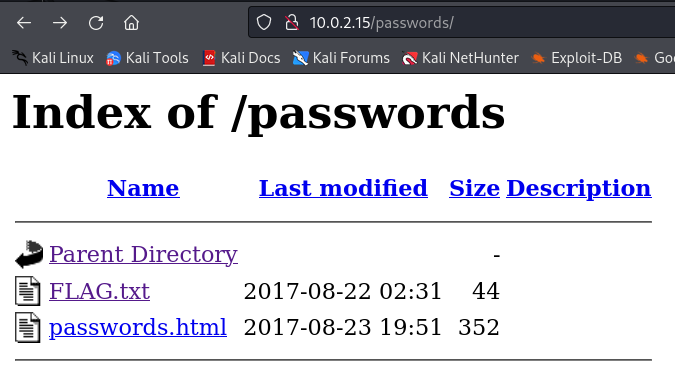 10.0.2.15/passwords/
Kali Linux Kali Tools Kali Docs Kali Forums Kali NetHunter Exploit-DB
Index of /passwords
Name Last modified Size Description
Parent Directory -
FLAG.txt 2017-08-22 02:31 44
passwords.html 2017-08-23 19:51 352